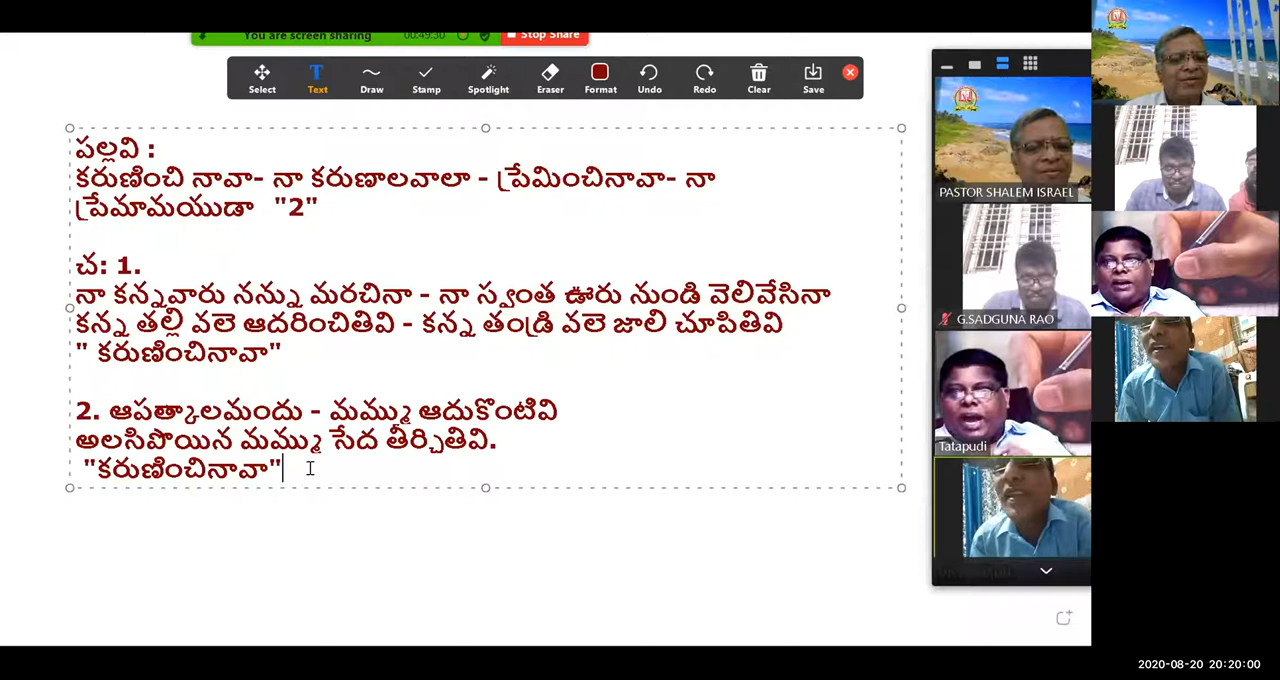 You are screen sharing 00:49:30 Stop Share
Select Text Draw Stamp Spotlight Eraser Format Undo Redo Clear Save
పల్లవి :
కరుణించి నావా- నా కరుణాలవాలా - ప్రేమించినావా- నా
ప్రేమామయుడా "2"
చ: 1.
నా కన్నవారు నన్ను మరచినా - నా స్వంత ఊరు నుండి వెలివేసినా
కన్న తల్లి వలె ఆదరించితివి - కన్న తండ్రి వలె జాలి చూపితివి
" కరుణించినావా"
2. ఆపత్కాలమందు - మమ్ము ఆదుకొంటివి
అలసిపొయిన మమ్ము సేద తీర్చితివి.
"కరుణించినావా"
PASTOR SHALEM ISRAEL
G.SADGUNA RAO
Tatapudi
2020-08-20 20:20:00